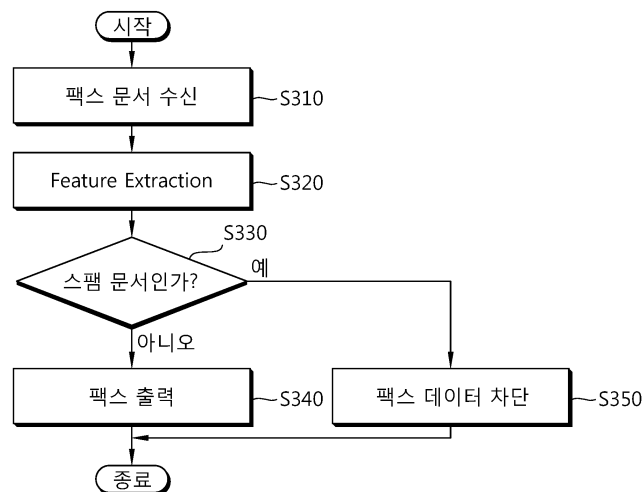 시작
팩스 문서 수신
S310
Feature Extraction
S320
S330
스팸 문서인가?
예
아니오
팩스 출력
S340
팩스 데이터 차단
S350
종료